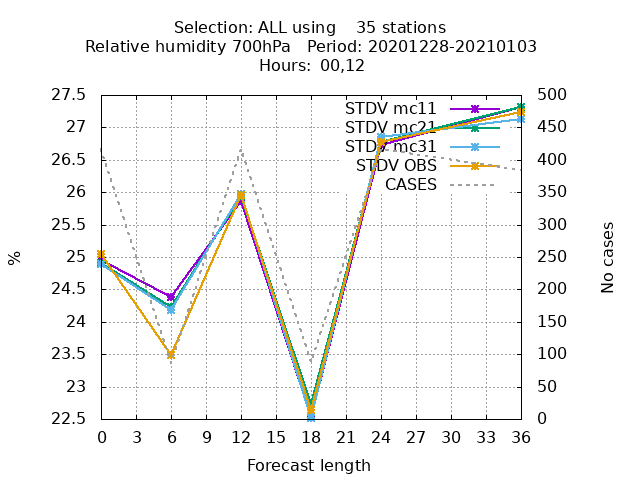 Selection: ALL using    35 stations
Relative humidity 700hPa   Period: 20201228-20210103
Hours:  00,12
27.5
27
26.5
26
25.5
25
24.5
24
23.5
23
22.5
%
500
450
400
350
300
250
200
150
100
50
0
No cases
STDV mc11
STDV mc21
STDV mc31
STDV OBS
CASES
0 3 6 9 12 15 18 21 24 27 30 33 36
Forecast length